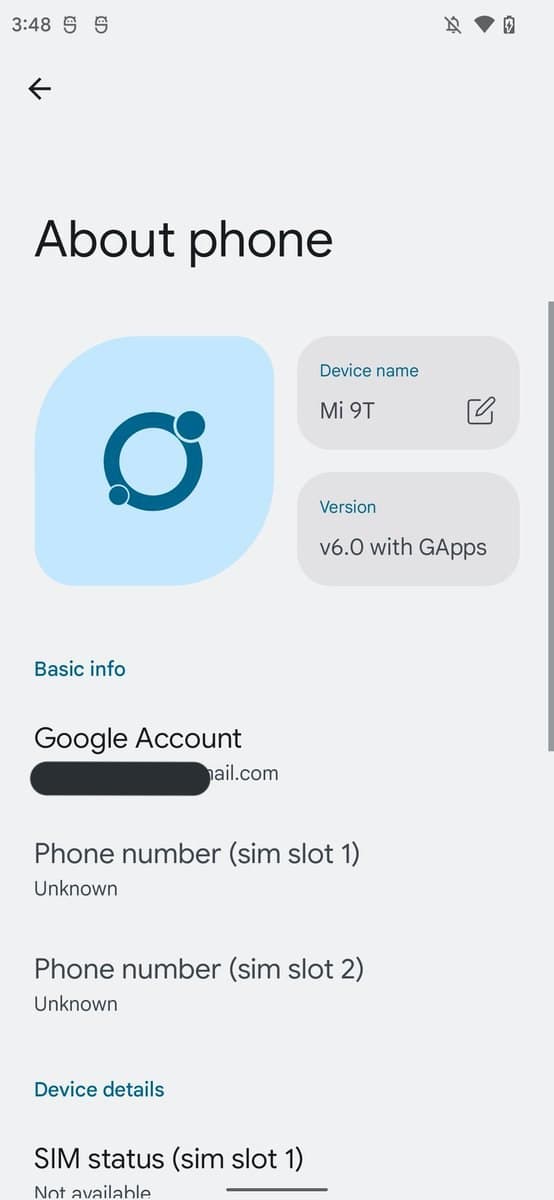 3:48
About phone
Device name
Mi 9T
Version
v6.0 with GApps
Basic info
Google Account
ail.com
Phone number (sim slot 1)
Unknown
Phone number (sim slot 2)
Unknown
Device details
SIM status (sim slot 1)
Not available